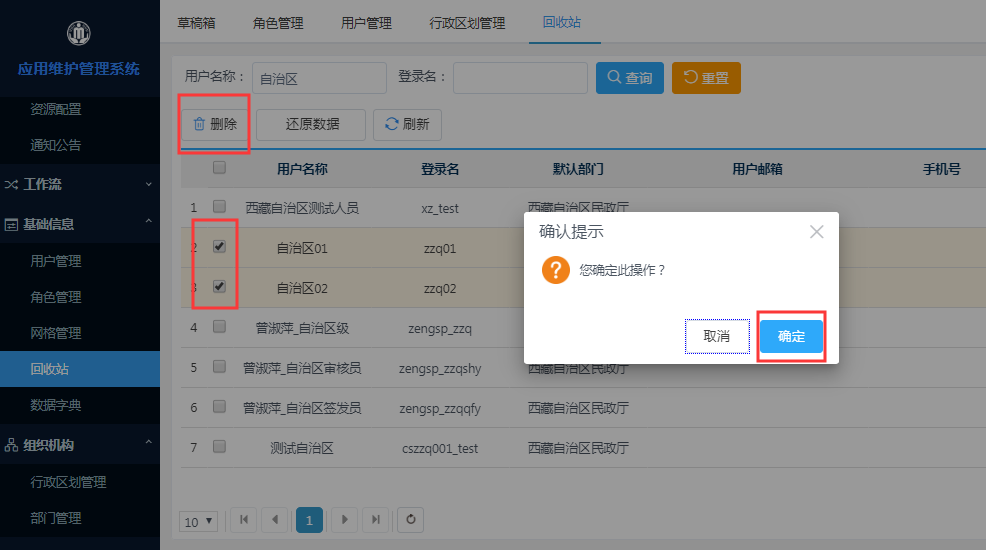 草稿箱 角色管理 用户管理 行政区划管理 回收站
应用维护管理系统
资源配置
通知公告
工作流
基础信息
用户管理
角色管理
网格管理
回收站
数据字典
组织机构
行政区划管理
部门管理
用户名称： 自治区 登录名： 查询 重置
删除 还原数据 刷新
用户名称 登录名 默认部门 用户邮箱 手机号
1 西藏自治区测试人员 xz_test 西藏自治区民政厅
2 自治区01 zzq01
3 自治区02 zzq02
4 曾淑萍_自治区级 zengsp_zzq
5 曾淑萍_自治区审核员 zengsp_zzqshy 西藏自治区民政厅
6 曾淑萍_自治区签发员 zengsp_zzqqfy 西藏自治区民政厅
7 测试自治区 cszzq001_test 西藏自治区民政厅
确认提示
您确定此操作？
取消 确定
10 1